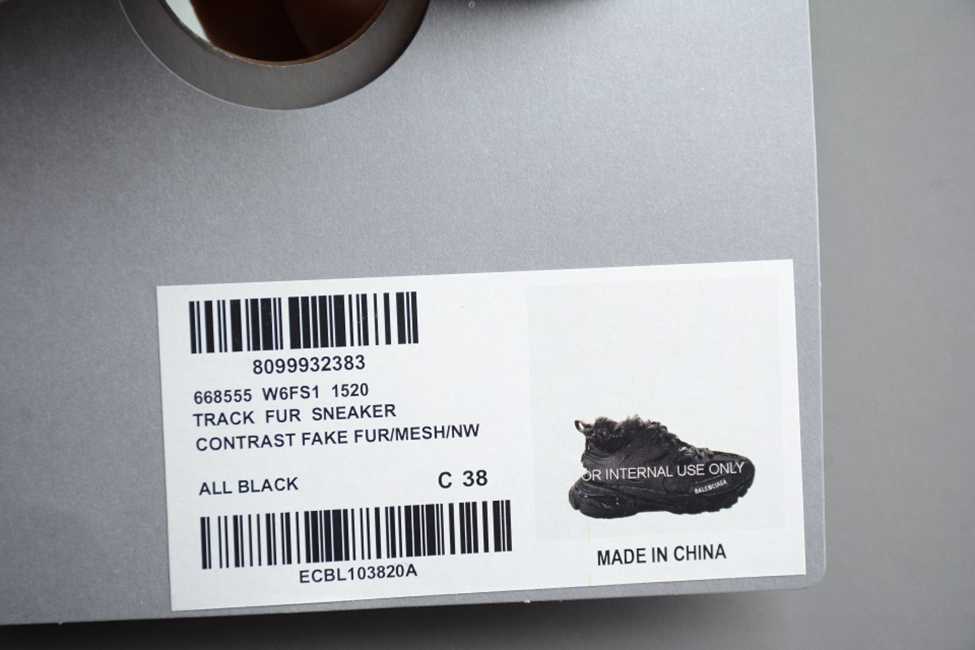 8099932383
668555 W6FS1 1520
TRACK FUR SNEAKER
CONTRAST FAKE FUR/MESH/NW
ALL BLACK C 38
ECBL103820A
OR INTERNAL USE ONLY
BALENCIAGA
MADE IN CHINA